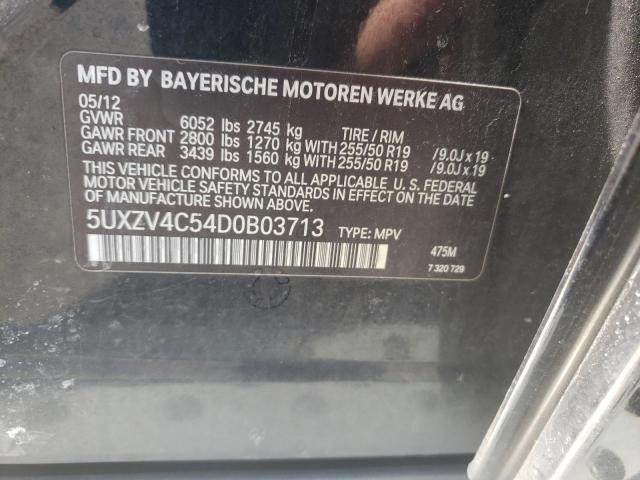 MFD BY BAYERISCHE MOTOREN WERKE AG
05/12
GVWR 6052 lbs 2745 kg TIRE / RIM
GAWR FRONT 2800 lbs 1270 kg WITH 255/50 R19 /9.0J x 19
GAWR REAR 3439 lbs 1560 kg WITH 255/50 R19 /9.0J x 19
THIS VEHICLE CONFORMS TO ALL APPLICABLE U. S. FEDERAL
MOTOR VEHICLE SAFETY STANDARDS IN EFFECT ON THE DATE
OF MANUFACTURE SHOWN ABOVE.
5UXZV4C54D0B03713 TYPE: MPV
475M
7 320 729